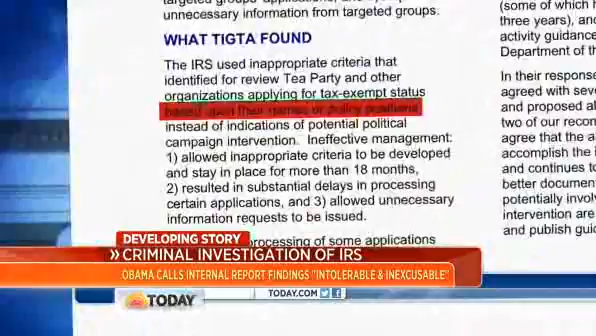 targeted groups' applications, and
unnecessary information from targeted groups.
WHAT TIGTA FOUND
The IRS used inappropriate criteria that
identified for review Tea Party and other
organizations applying for tax-exempt status
based upon their names or policy positions
instead of indications of potential political
campaign intervention. Ineffective management:
1) allowed inappropriate criteria to be developed
and stay in place for more than 18 months,
2) resulted in substantial delays in processing
certain applications, and 3) allowed unnecessary
information requests to be issued.
processing of some applications
(some of which
three years), and
activity guidance
Department of th
In their response
agreed with seve
and proposed al
two of our recon
agree that the a
accomplish the i
and continues to
better documen
potentially involv
intervention are
and publish guid
DEVELOPING STORY
» CRIMINAL INVESTIGATION OF IRS
OBAMA CALLS INTERNAL REPORT FINDINGS "INTOLERABLE & INEXCUSABLE"
TODAY
TODAY.COM